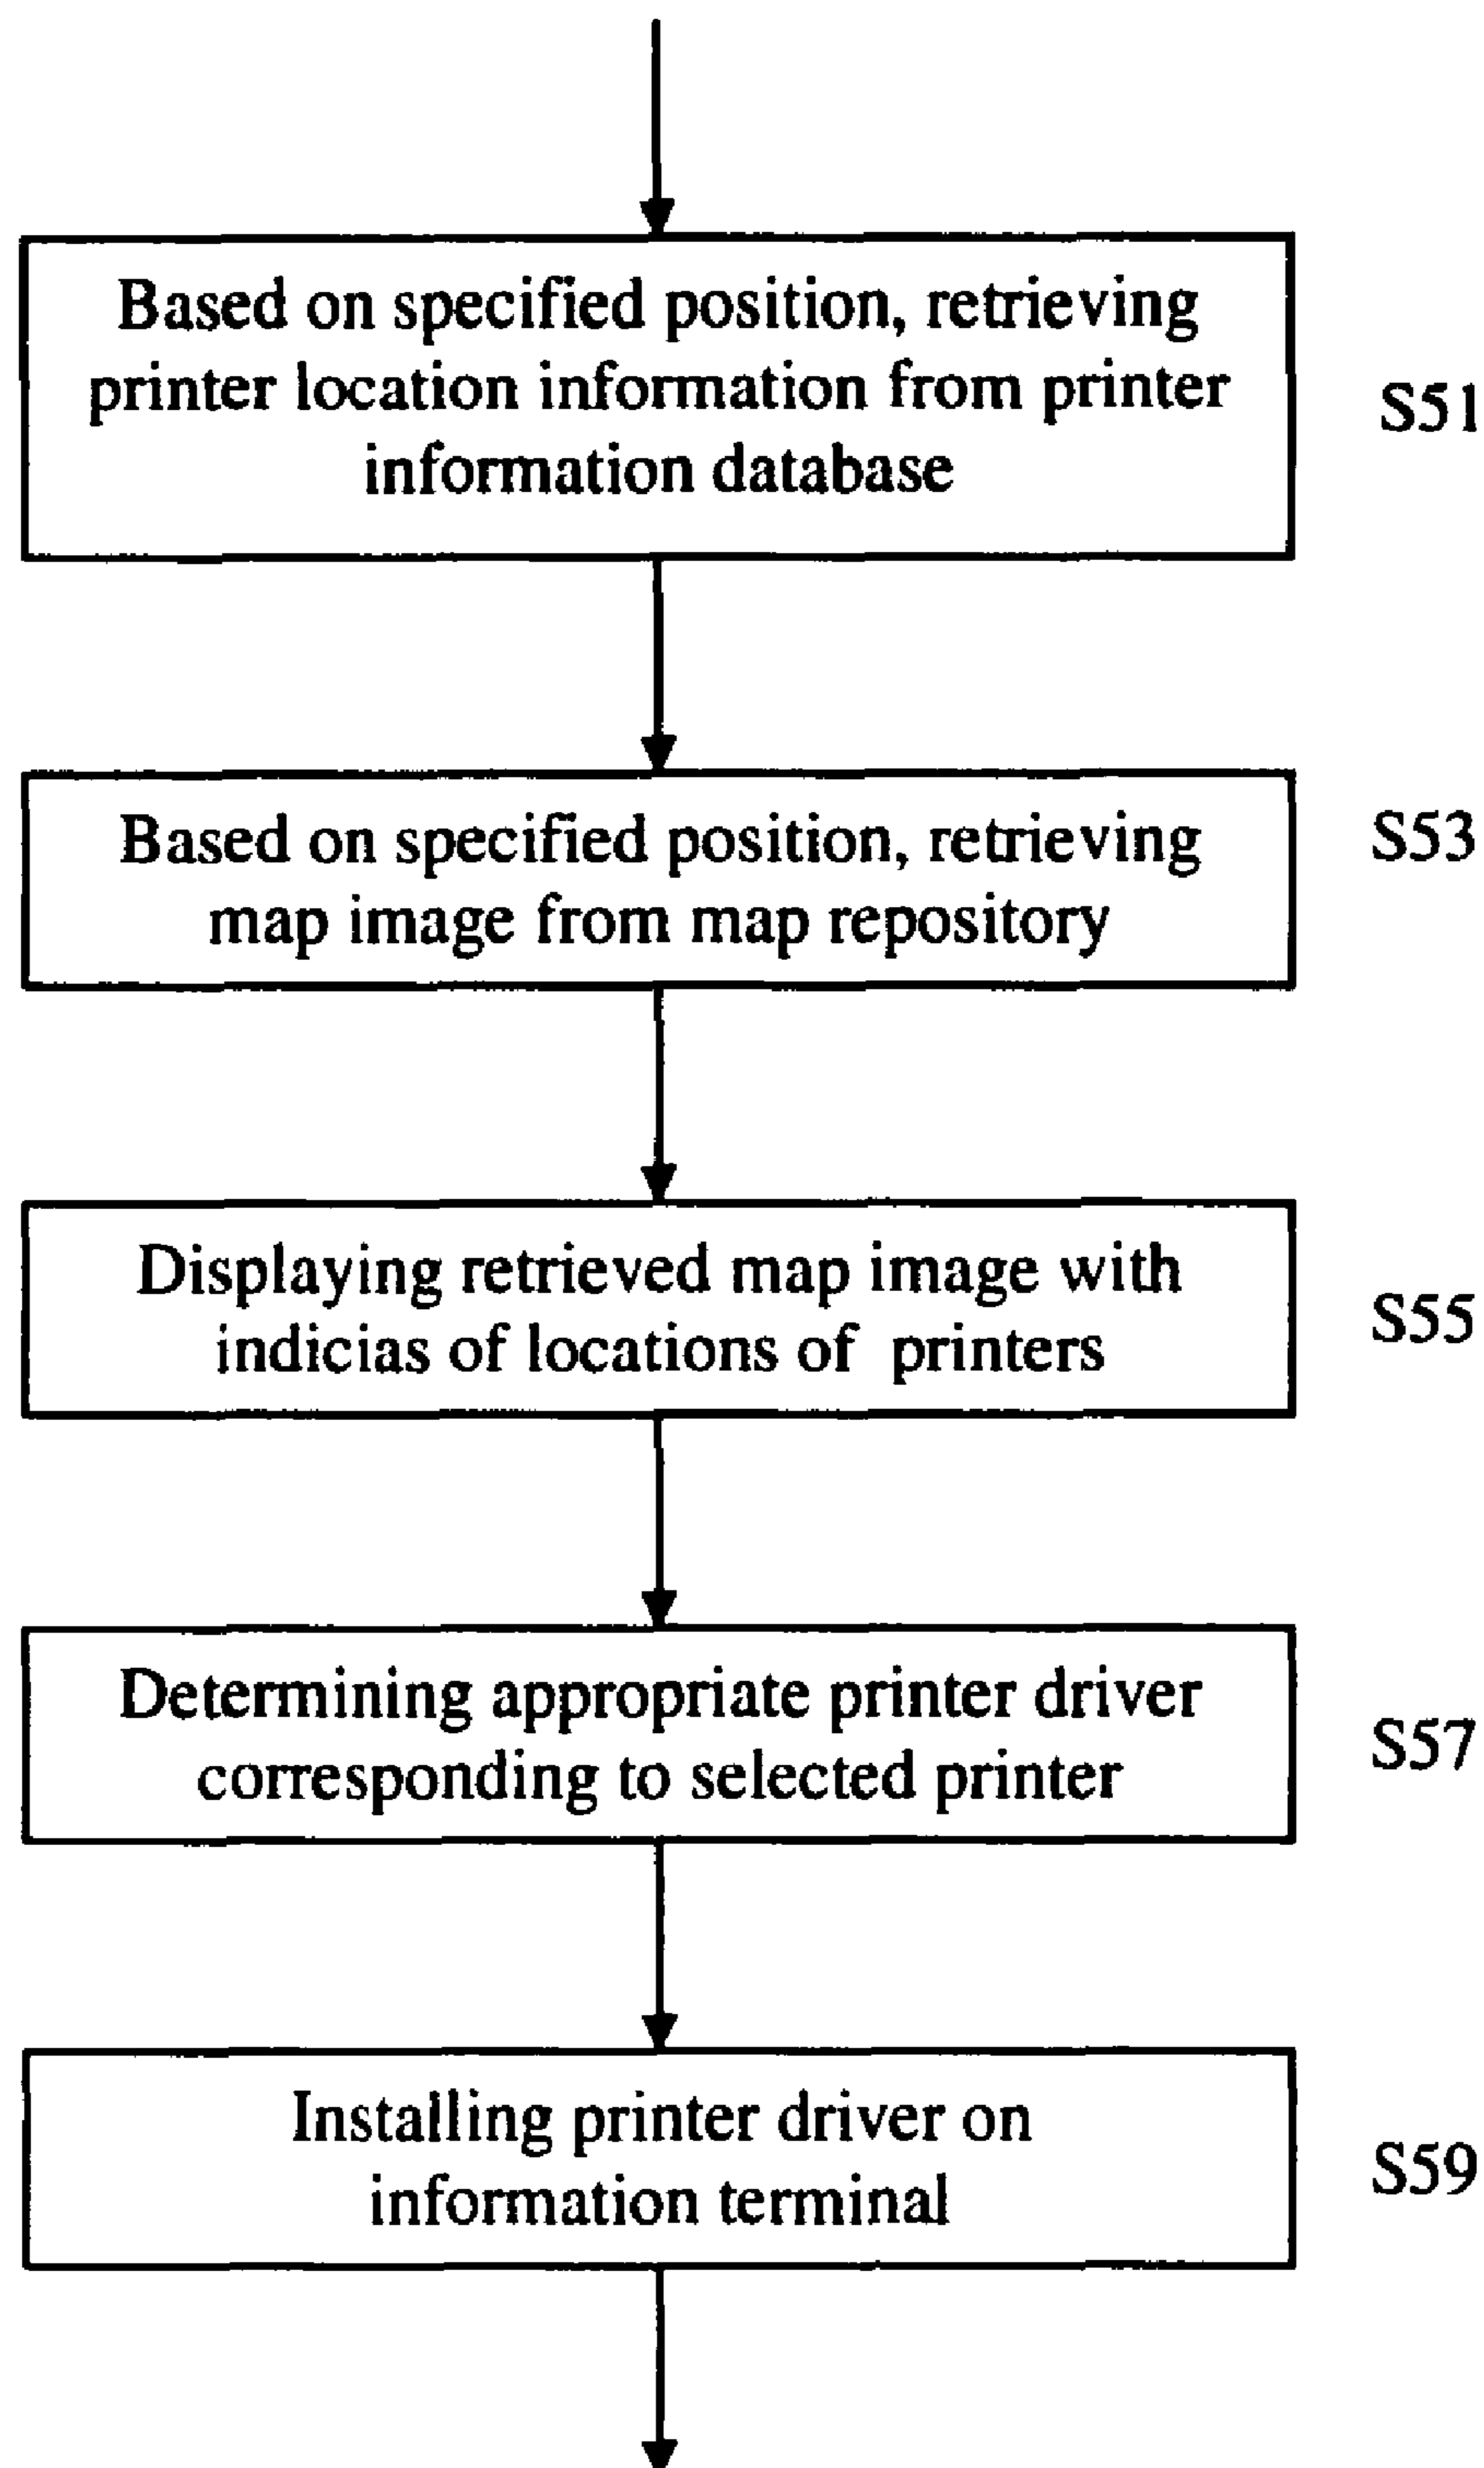 Based on specified position, retrieving
printer location information from printer
information database
S51
Based on specified position, retrieving
map image from map repository
S53
Displaying retrieved map image with
indicias of locations of printers
S55
Determining appropriate printer driver
corresponding to selected printer
S57
Installing printer driver on
information terminal
S59